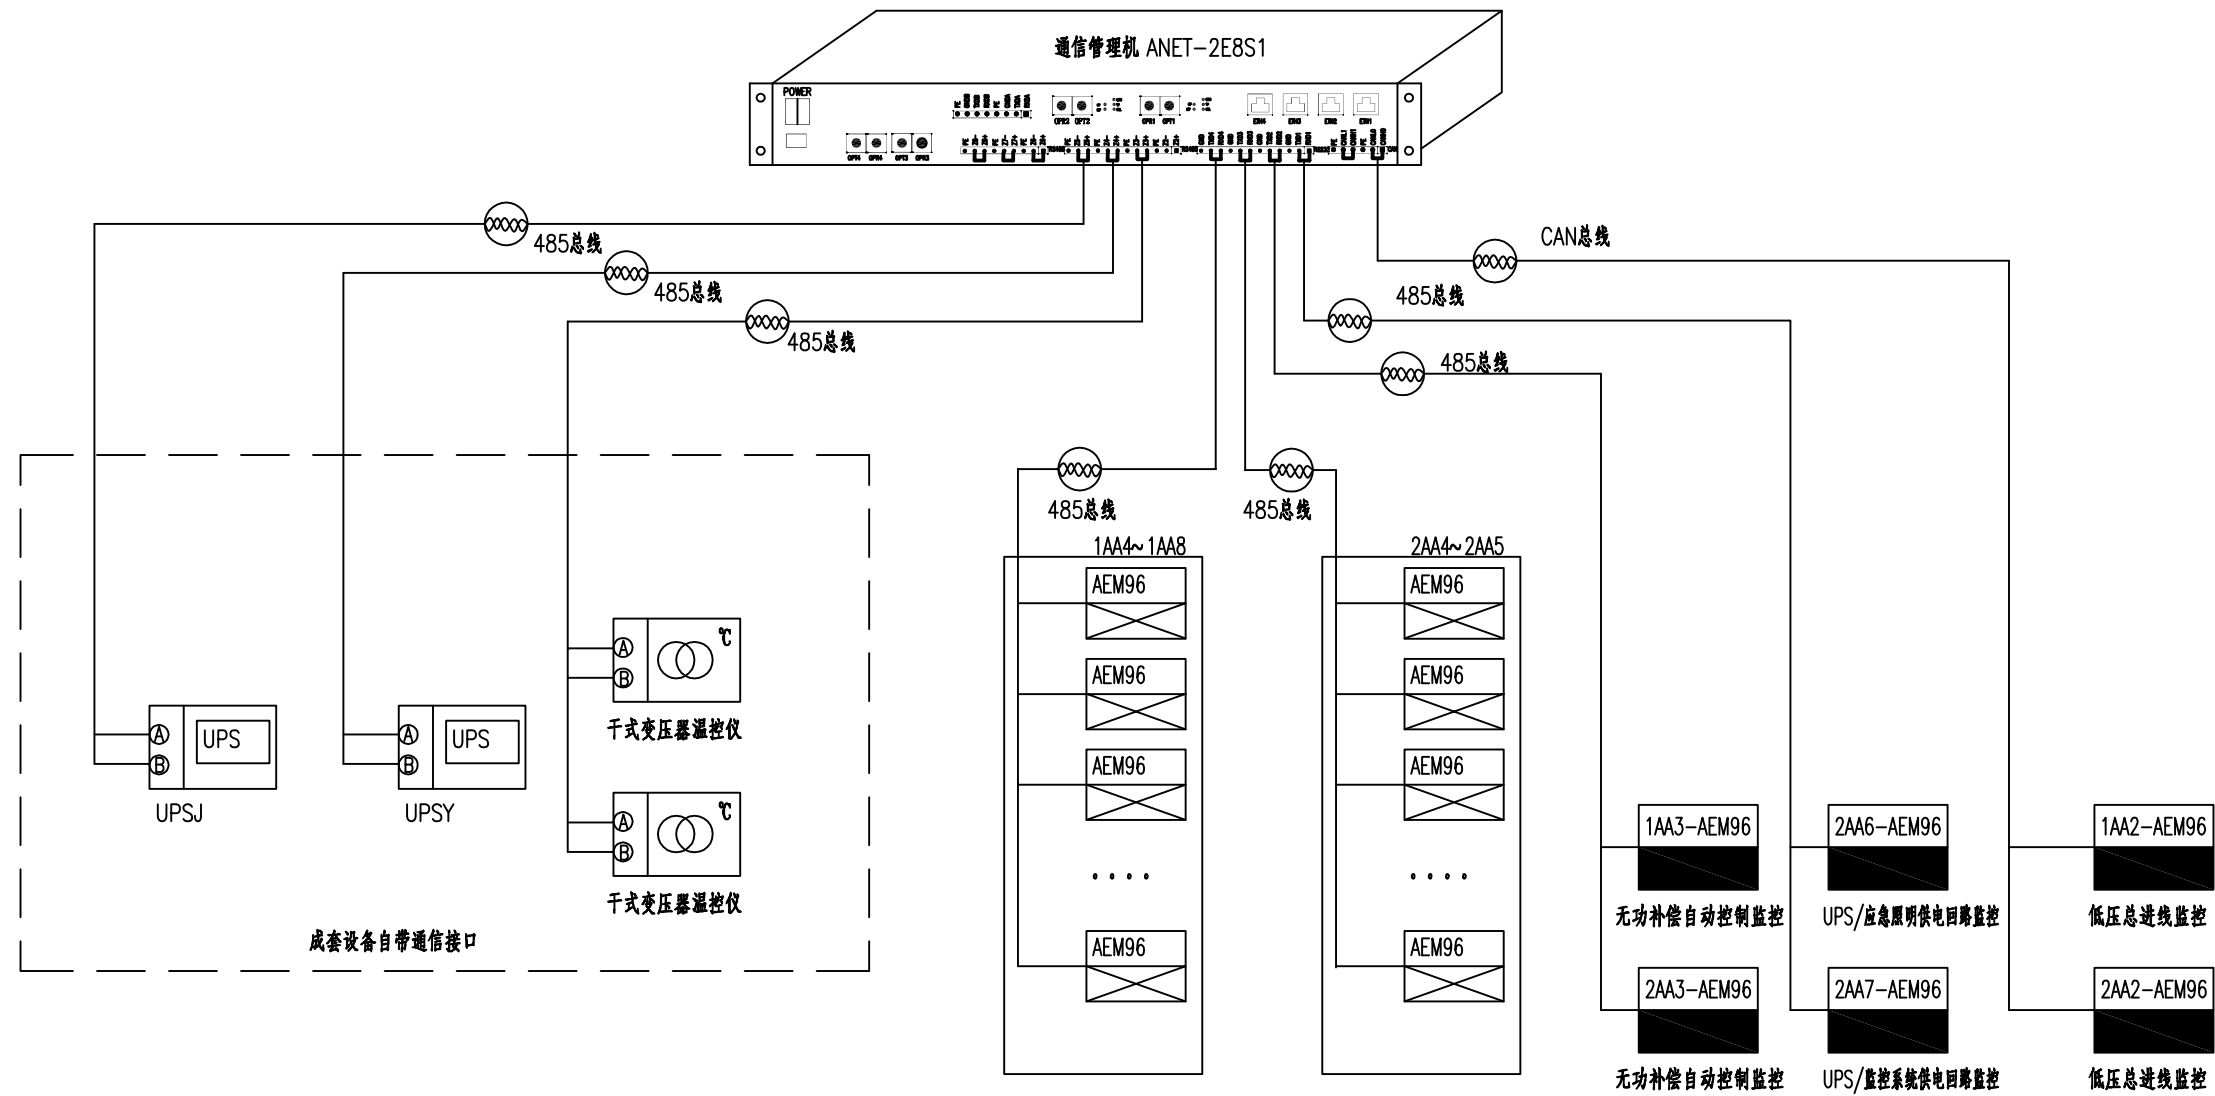 通信管理机 ANET-2E8S1
POWER
485总线
485总线
485总线
CAN总线
485总线
485总线
485总线
485总线
1AA4~1AA8
AEM96
AEM96
AEM96
AEM96
2AA4~2AA5
AEM96
AEM96
AEM96
AEM96
A
B
UPS
UPSJ
A
B
UPS
UPSY
A
B
℃
干式变压器温控仪
A
B
℃
干式变压器温控仪
成套设备自带通信接口
1AA3-AEM96
无功补偿自动控制监控
2AA6-AEM96
UPS/应急照明供电回路监控
1AA2-AEM96
低压总进线监控
2AA3-AEM96
无功补偿自动控制监控
2AA7-AEM96
UPS/监控系统供电回路监控
2AA2-AEM96
低压总进线监控